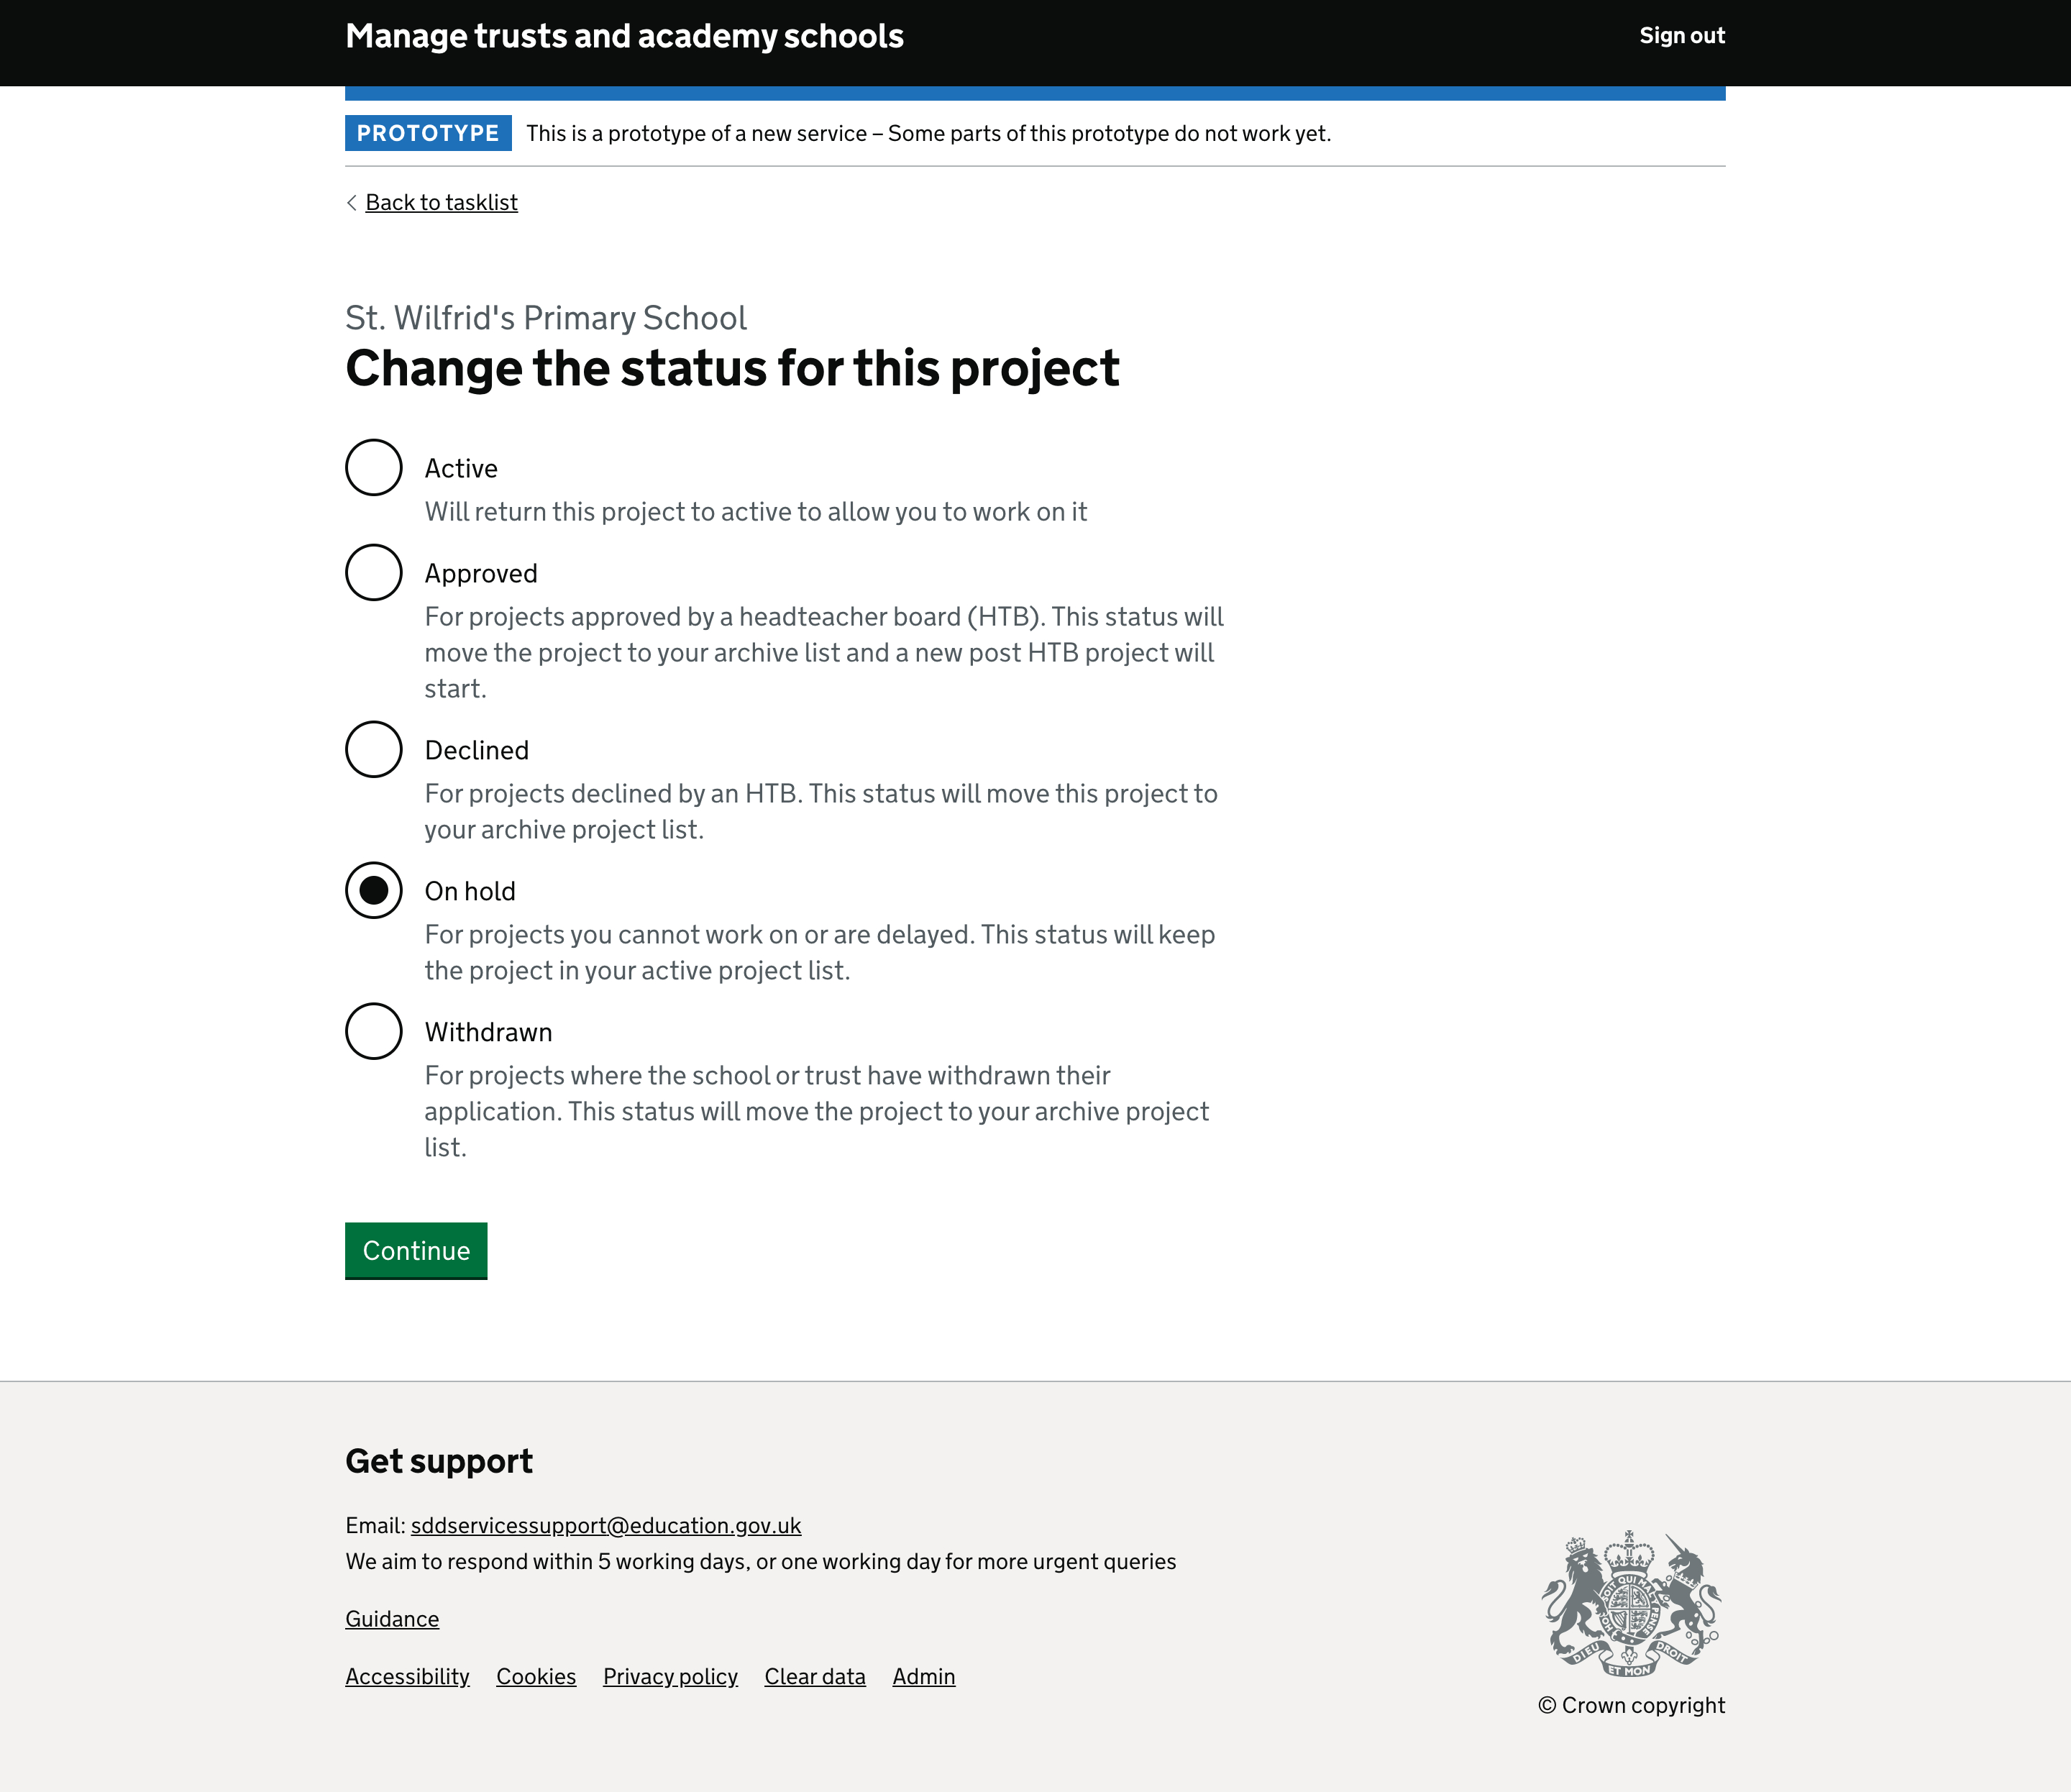 Manage trusts and academy schools
Sign out
PROTOTYPE This is a prototype of a new service – Some parts of this prototype do not work yet.
Back to tasklist
St. Wilfrid's Primary School
Change the status for this project
Active
Will return this project to active to allow you to work on it
Approved
For projects approved by a headteacher board (HTB). This status will
move the project to your archive list and a new post HTB project will
start.
Declined
For projects declined by an HTB. This status will move this project to
your archive project list.
On hold
For projects you cannot work on or are delayed. This status will keep
the project in your active project list.
Withdrawn
For projects where the school or trust have withdrawn their
application. This status will move the project to your archive project
list.
Continue
Get support
Email: sddservicessupport@education.gov.uk
We aim to respond within 5 working days, or one working day for more urgent queries
Guidance
Accessibility Cookies Privacy policy Clear data Admin
DIEU ET MON DROIT
© Crown copyright